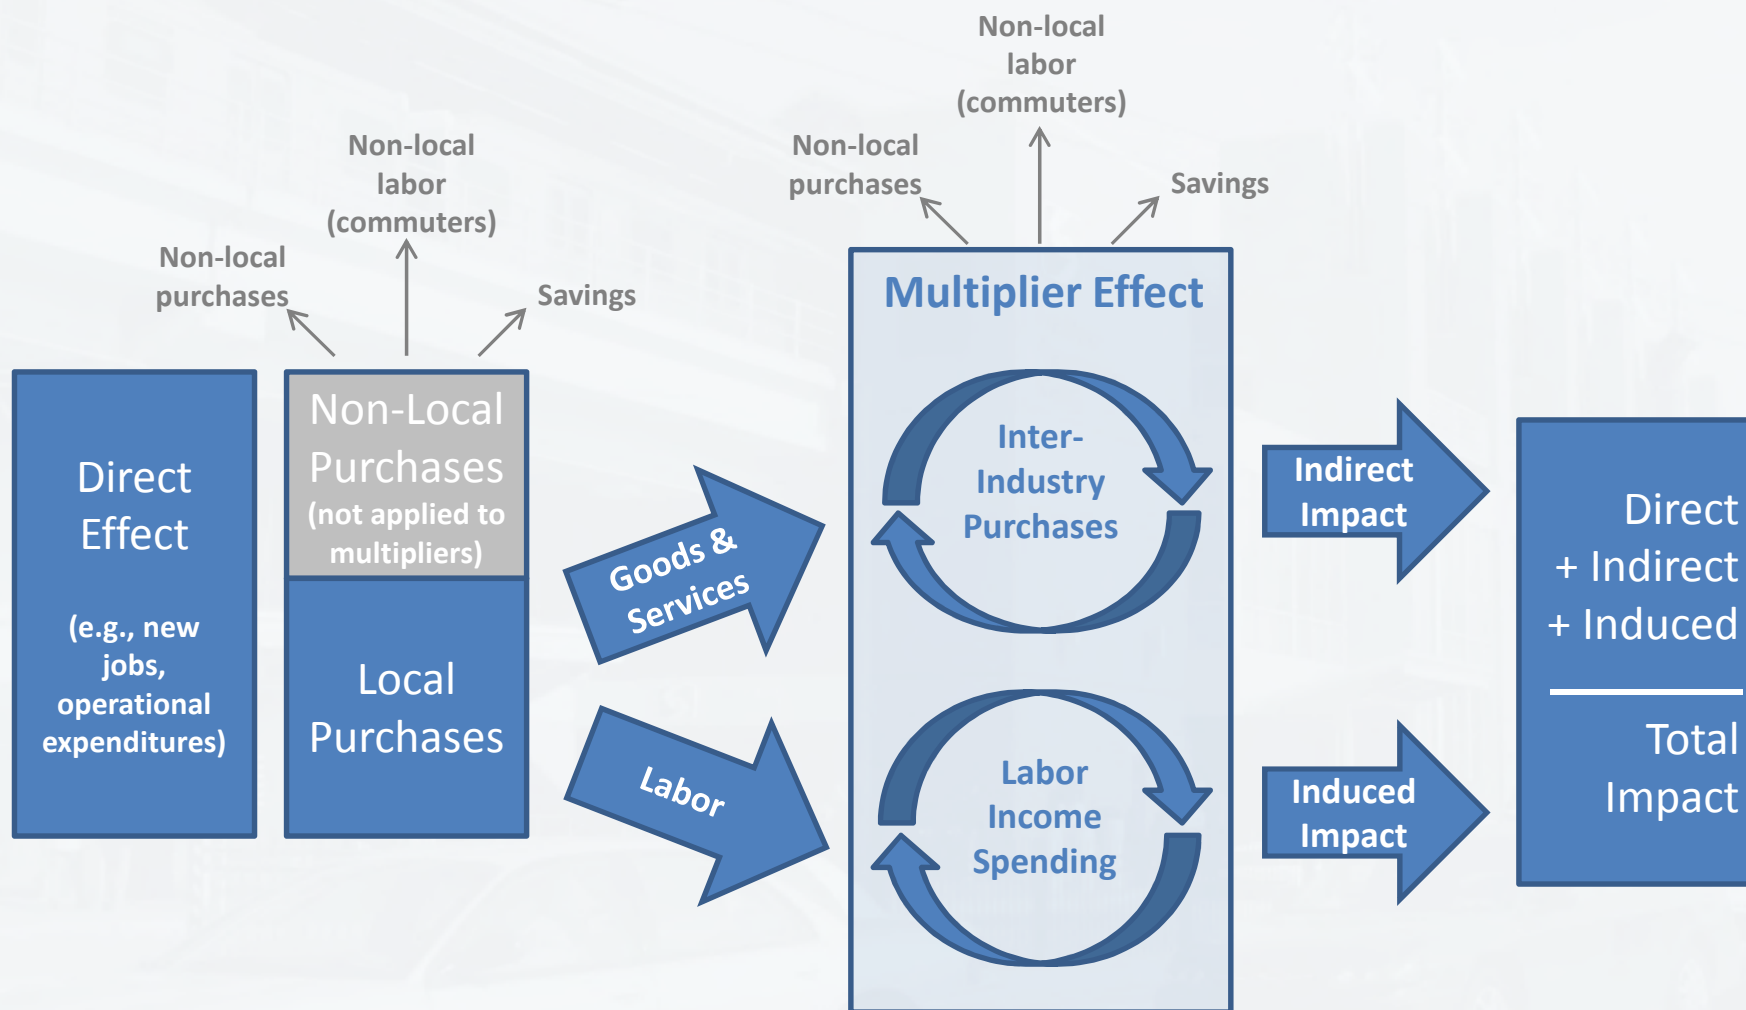 Non-local
labor
(commuters)
Non-local
purchases
Savings
Non-local
labor
(commuters)
Non-local
purchases
Savings
Direct
Effect
(e.g., new
jobs,
operational
expenditures)
Non-Local
Purchases
(not applied to
multipliers)
Local
Purchases
Goods &
Services
Labor
Multiplier Effect
Inter-
Industry
Purchases
Labor
Income
Spending
Indirect
Impact
Induced
Impact
Direct
+ Indirect
+ Induced
Total
Impact